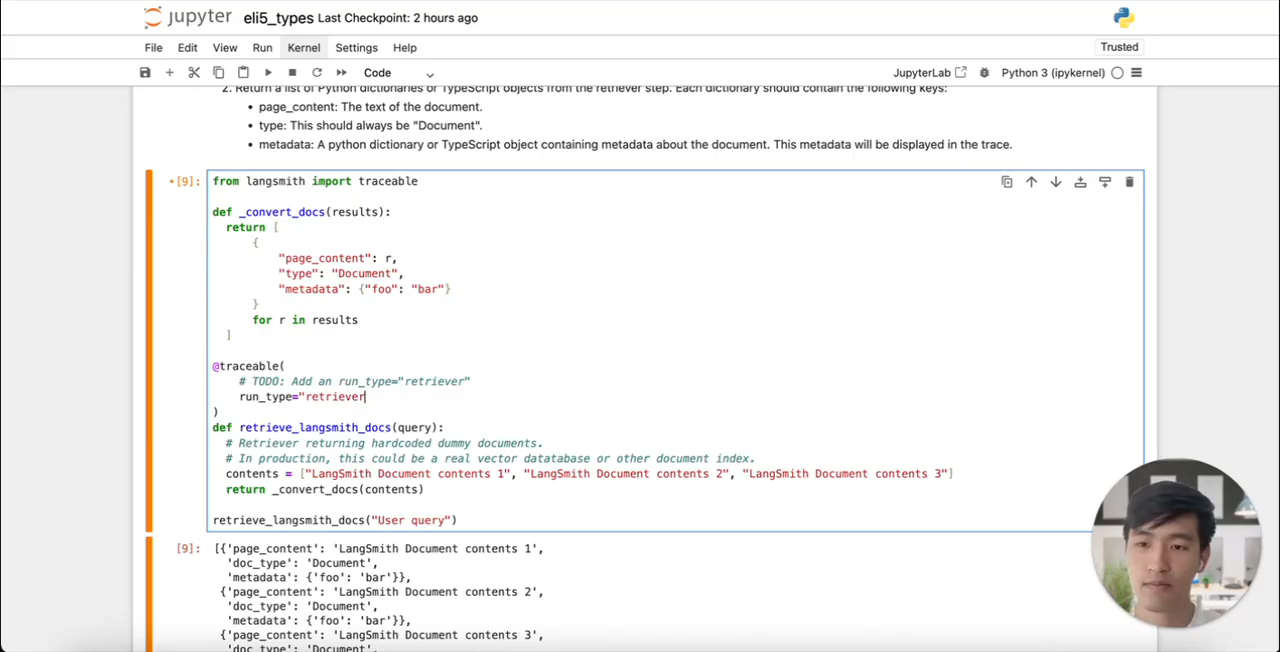 jupyter eli5_types Last Checkpoint: 2 hours ago
File Edit View Run Kernel Settings Help Trusted
Code JupyterLab Python 3 (ipykernel)
2. Return a list of Python dictionaries or TypeScript objects from the retriever step. Each dictionary should contain the following keys:
• page_content: The text of the document.
• type: This should always be "Document".
• metadata: A python dictionary or TypeScript object containing metadata about the document. This metadata will be displayed in the trace.
•[9]: from langsmith import traceable
def _convert_docs(results):
return [
{
"page_content": r,
"type": "Document",
"metadata": {"foo": "bar"}
}
for r in results
]
@traceable(
# TODO: Add an run_type="retriever"
run_type="retriever
)
def retrieve_langsmith_docs(query):
# Retriever returning hardcoded dummy documents.
# In production, this could be a real vector datatabase or other document index.
contents = ["LangSmith Document contents 1", "LangSmith Document contents 2", "LangSmith Document contents 3"]
return _convert_docs(contents)
retrieve_langsmith_docs("User query")
[9]: [{'page_content': 'LangSmith Document contents 1',
'doc_type': 'Document',
'metadata': {'foo': 'bar'}},
{'page_content': 'LangSmith Document contents 2',
'doc_type': 'Document',
'metadata': {'foo': 'bar'}},
{'page_content': 'LangSmith Document contents 3',
'doc_type': 'Document',